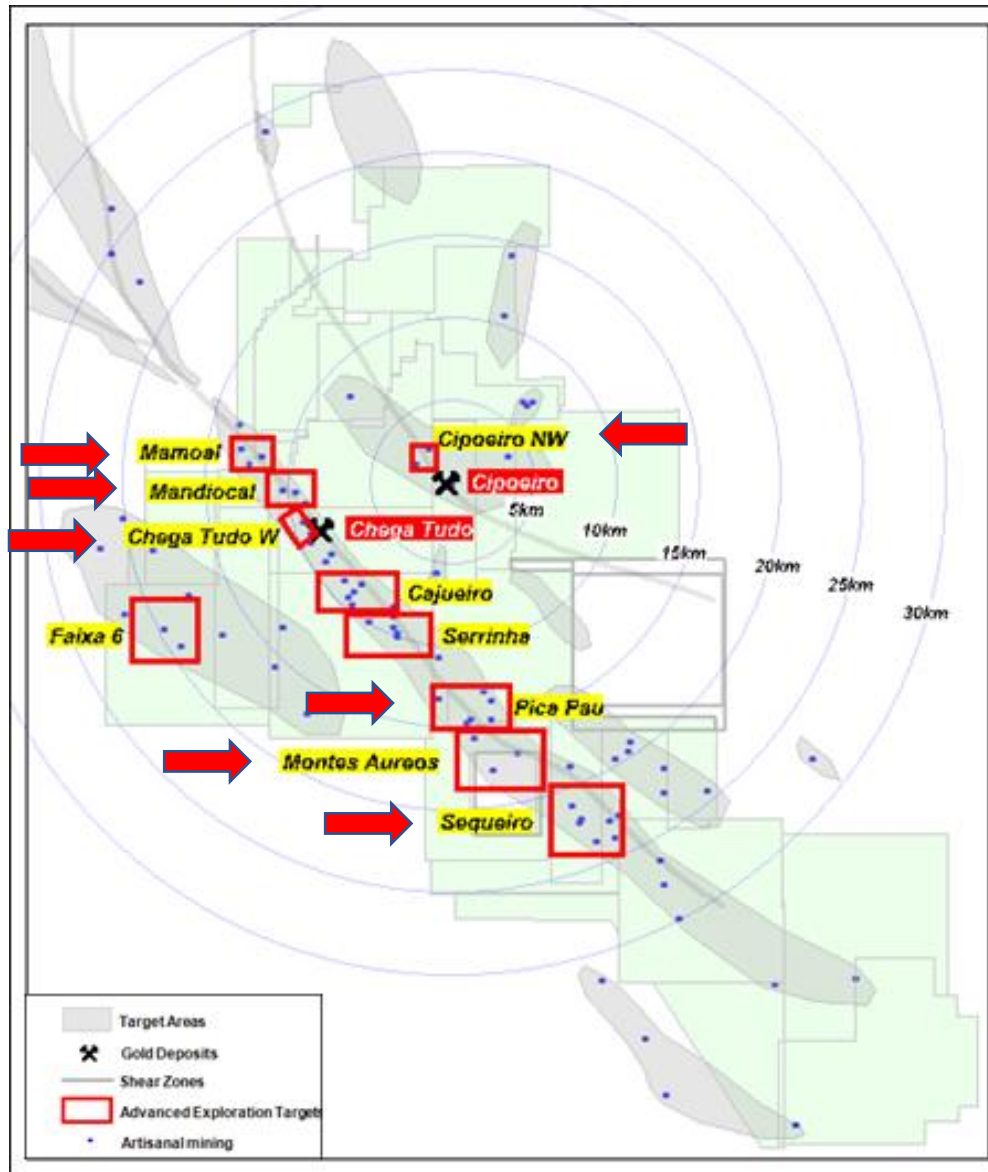 Cipoeiro NW
Mamoal
Cipoeiro
Mandiocal
5km
Chega Tudo
10km
Chega Tudo W
15km
20km
Cajueiro
25km
30km
Faixa 6
Serrinha
Pica Pau
Montes Aureos
Sequeiro
Target Areas
Gold Deposits
Shear Zones
Advanced Exploration Targets
Artisanal mining